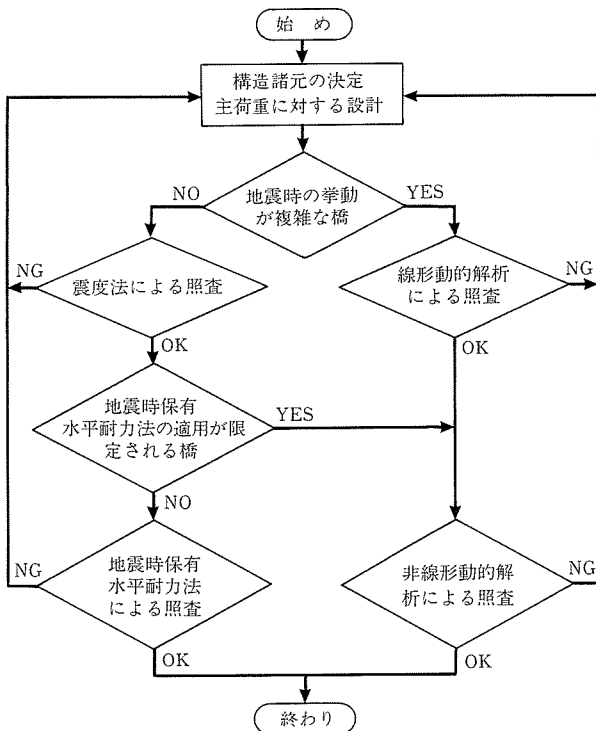 始 め
構造諸元の決定
主荷重に対する設計
地震時の挙動
が複雑な橋
NO
YES
震度法による照査
NG
OK
線形動的解析
による照査
NG
OK
地震時保有
水平耐力法の適用が限
定される橋
YES
NO
地震時保有
水平耐力法
による照査
NG
OK
非線形動的解
析による照査
NG
OK
終わり